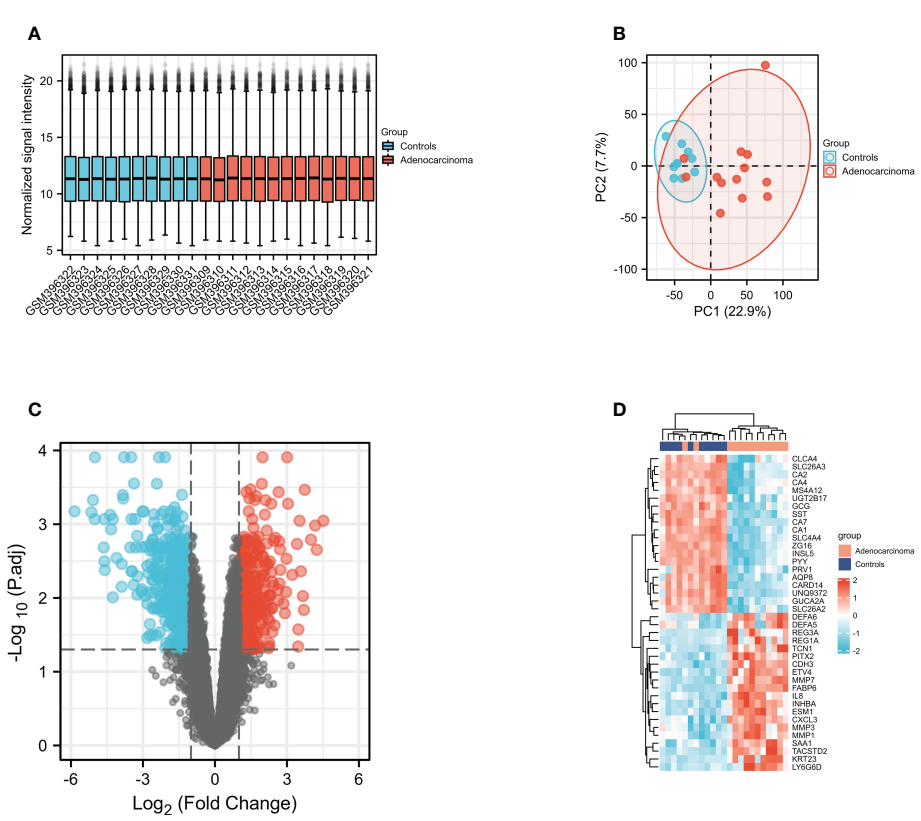 A
Normalized signal intensity
20
15
10
5
GSM396322
GSM396323
GSM396324
GSM396325
GSM396326
GSM396327
GSM396328
GSM396329
GSM396330
GSM396331
GSM396309
GSM396310
GSM396311
GSM396312
GSM396313
GSM396314
GSM396315
GSM396316
GSM396317
GSM396318
GSM396319
GSM396320
GSM396321
Group
Controls
Adenocarcinoma
B
PC2 (7.7%)
100
50
0
-50
-100
-50 0 50 100
PC1 (22.9%)
Group
Controls
Adenocarcinoma
C
-Log 10 (P.adj)
4
3
2
1
0
-6 -3 0 3 6
Log2 (Fold Change)
D
CLCA4
SLC26A3
CA2
CA4
MS4A12
UGT2B17
GCG
SST
CA7
CA1
SLC4A4
ZG16
INSL5
PYY
PRV1
AQP8
CARD14
UNQ9372
GUCA2A
SLC26A2
DEFA6
DEFA5
REG3A
REG1A
TCN1
PITX2
CDH3
ETV4
MMP7
FABP6
IL8
INHBA
ESM1
CXCL3
MMP3
MMP1
SAA1
TACSTD2
KRT23
LY6G6D
group
Adenocarcinoma
Controls
2
1
0
-1
-2